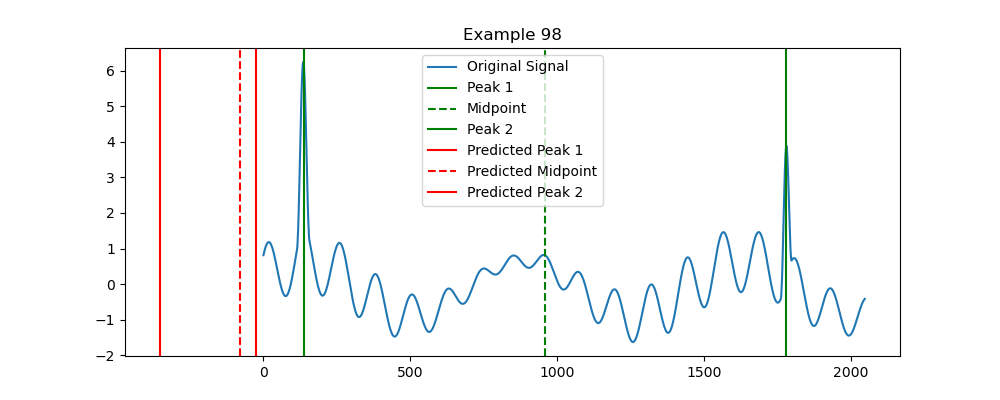 Example 98
Original Signal
Peak 1
Midpoint
Peak 2
Predicted Peak 1
Predicted Midpoint
Predicted Peak 2
6
5
4
3
2
1
0
−1
−2
0 500 1000 1500 2000